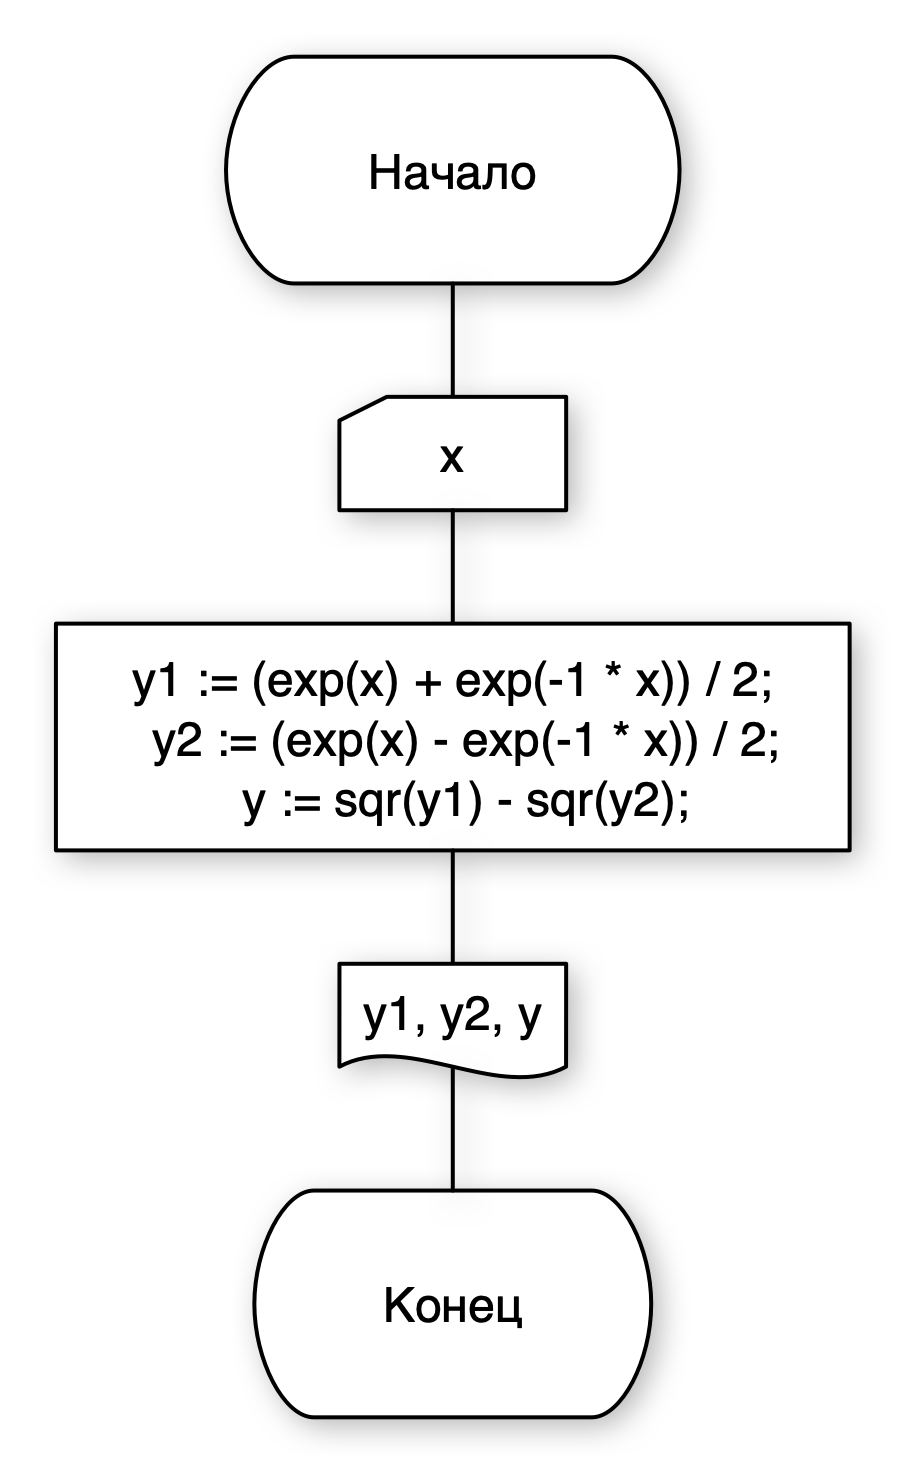 Начало
x
y1 := (exp(x) + exp(-1 * x)) / 2;
y2 := (exp(x) - exp(-1 * x)) / 2;
y := sqr(y1) - sqr(y2);
y1, y2, y
Конец